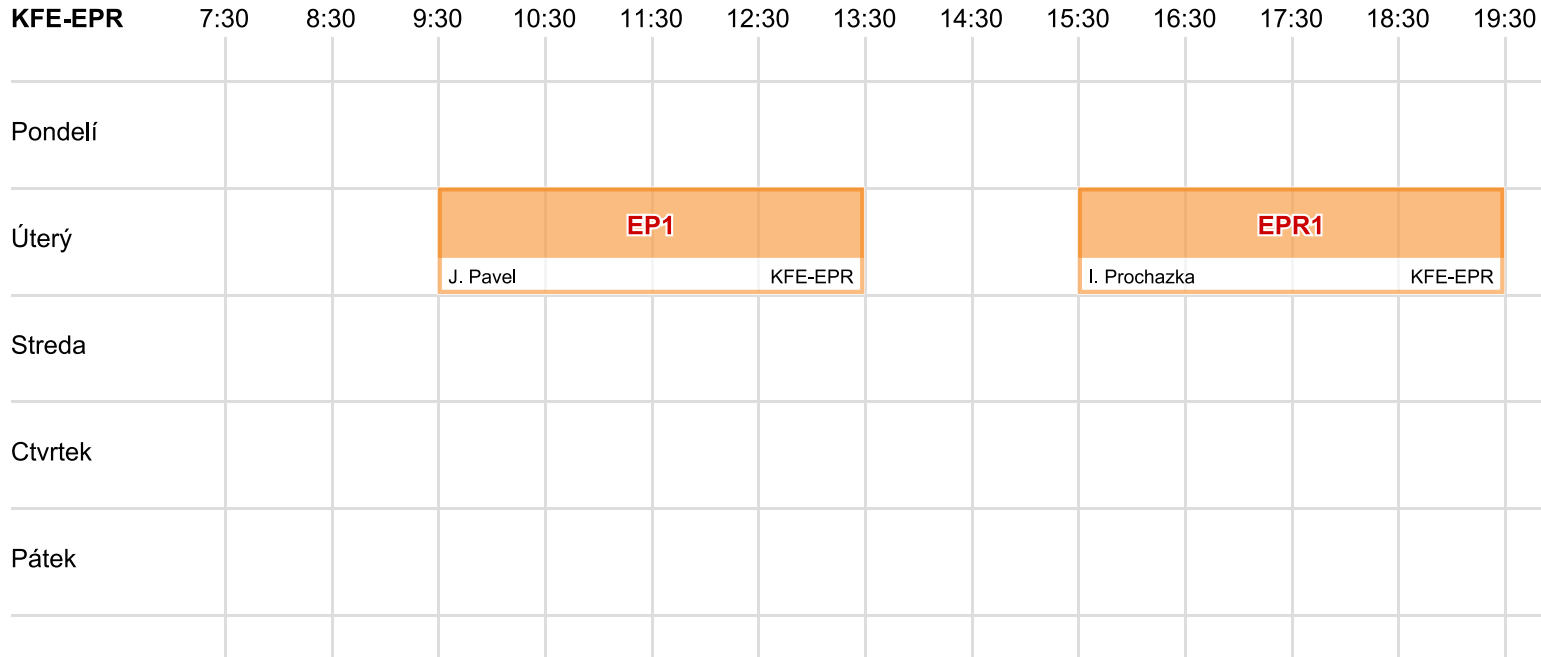 KFE-EPR 7:30 8:30 9:30 10:30 11:30 12:30 13:30 14:30 15:30 16:30 17:30 18:30 19:30
Pondelí
Úterý
EP1
J. Pavel KFE-EPR
EPR1
I. Prochazka KFE-EPR
Streda
Ctvrtek
Pátek